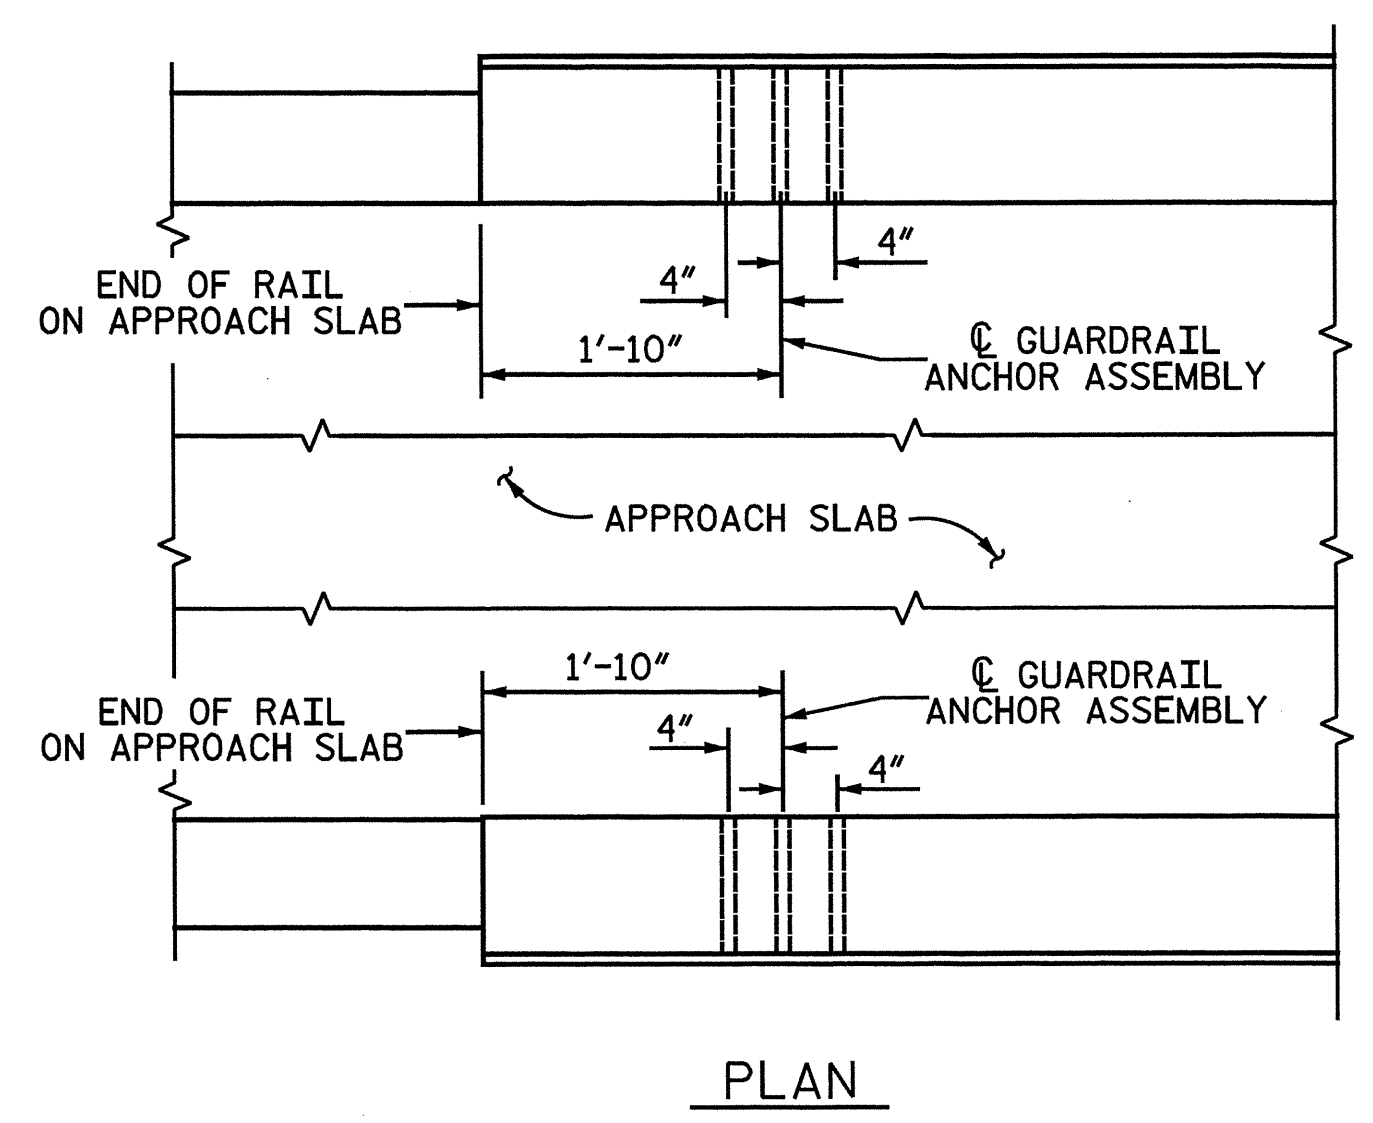 4"
4"
END OF RAIL
ON APPROACH SLAB
1'-10"
℄ GUARDRAIL
ANCHOR ASSEMBLY
APPROACH SLAB
1'-10"
℄ GUARDRAIL
ANCHOR ASSEMBLY
END OF RAIL
ON APPROACH SLAB
4"
4"
PLAN